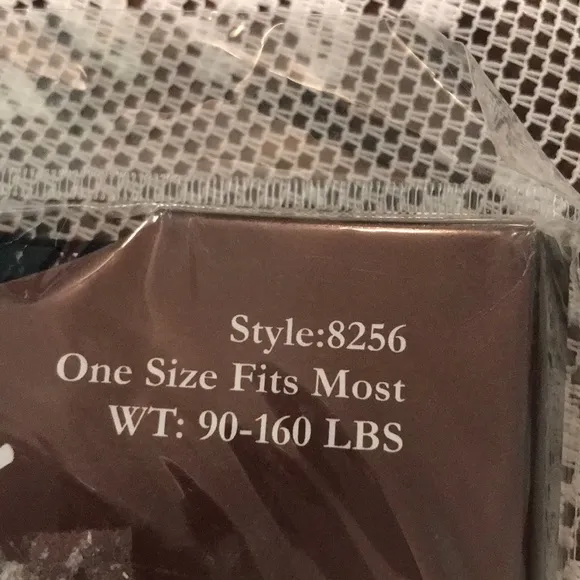 Style:8256
One Size Fits Most
WT: 90-160 LBS